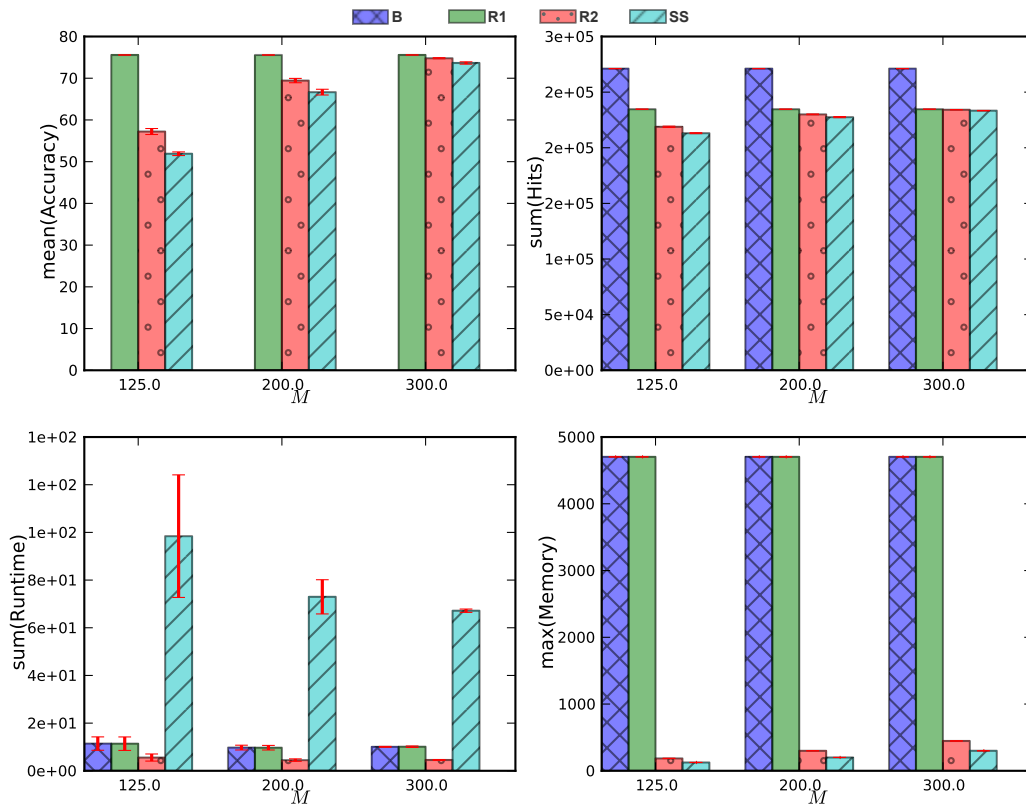 B R1 R2 SS
80
70
60
50
40
30
20
10
0
mean(Accuracy)
125.0 200.0 300.0
M
3e+05
2e+05
2e+05
2e+05
1e+05
5e+04
0e+00
sum(Hits)
125.0 200.0 300.0
M
1e+02
1e+02
1e+02
8e+01
6e+01
4e+01
2e+01
0e+00
sum(Runtime)
125.0 200.0 300.0
M
5000
4000
3000
2000
1000
0
max(Memory)
125.0 200.0 300.0
M